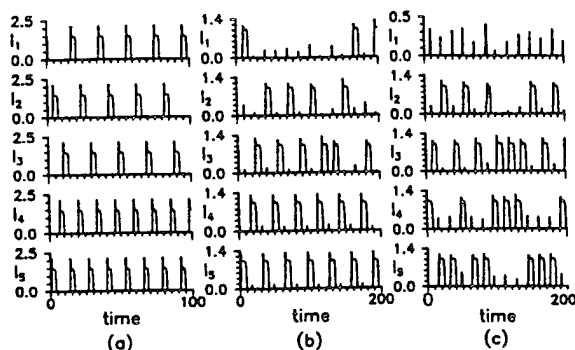 2.5 0.0 I1 1.4 0.0 I1 0.5 0.0 I1
2.5 0.0 I2 1.4 0.0 I2 1.4 0.0 I2
2.5 0.0 I3 1.4 0.0 I3 1.4 0.0 I3
2.5 0.0 I4 1.4 0.0 I4 1.4 0.0 I4
2.5 0.0 I5 1.4 0.0 I5 1.4 0.0 I5
0 100 0 200 0 200
time time time
(a) (b) (c)